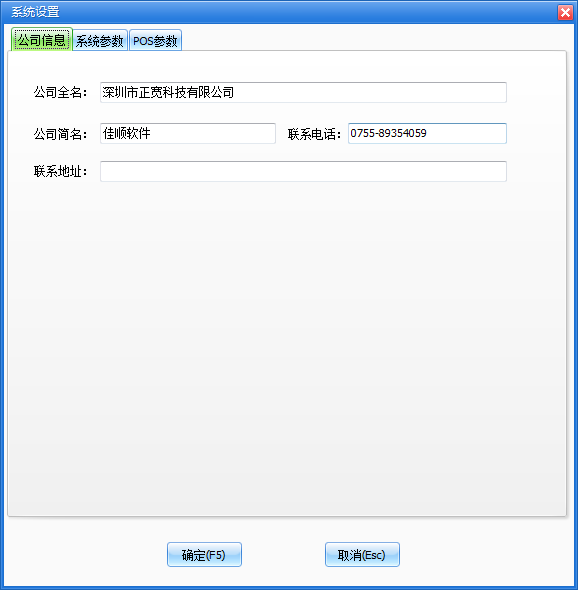 系统设置
公司信息 系统参数 POS参数
公司全名： 深圳市正宽科技有限公司
公司简名： 佳顺软件 联系电话： 0755-89354059
联系地址：
确定(F5) 取消(Esc)